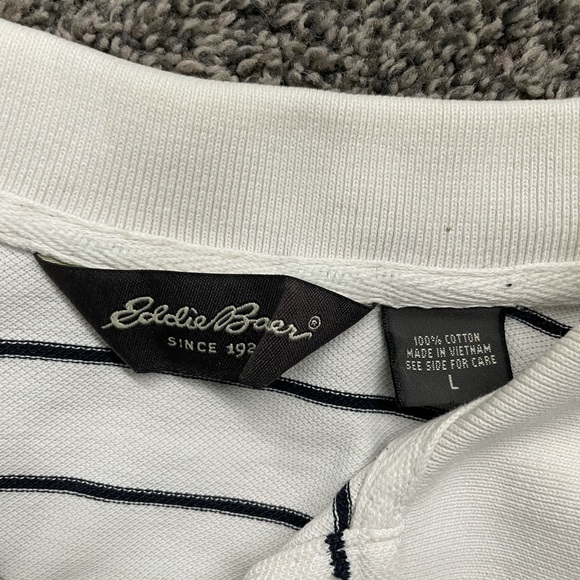 Eddie Bauer®
SINCE 192
100% COTTON
MADE IN VIETNAM
SEE SIDE FOR CARE
L